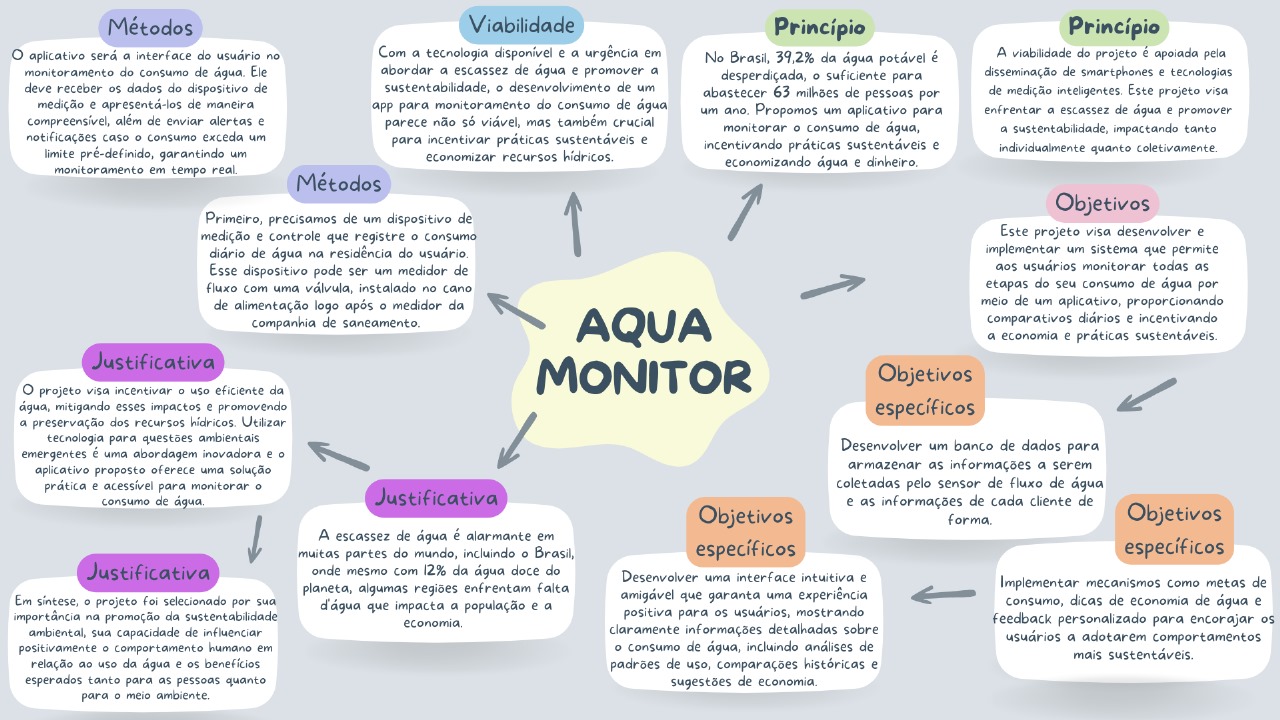 Métodos
O aplicativo será a interface do usuário no
monitoramento do consumo de água. Ele
deve receber os dados do dispositivo de
medição e apresentá-los de maneira
compreensível, além de enviar alertas e
notificações caso o consumo exceda um
limite pré-definido, garantindo um
monitoramento em tempo real.
Viabilidade
Com a tecnologia disponível e a urgência em
abordar a escassez de água e promover a
sustentabilidade, o desenvolvimento de um
app para monitoramento do consumo de água
parece não só viável, mas também crucial
para incentivar práticas sustentáveis e
economizar recursos hídricos.
Princípio
No Brasil, 39,2% da água potável é
desperdiçada, o suficiente para
abastecer 63 milhões de pessoas por
um ano. Propomos um aplicativo para
monitorar o consumo de água,
incentivando práticas sustentáveis e
economizando água e dinheiro.
Princípio
A viabilidade do projeto é apoiada pela
disseminação de smartphones e tecnologias
de medição inteligentes. Este projeto visa
enfrentar a escassez de água e promover
a sustentabilidade, impactando tanto
individualmente quanto coletivamente.
Métodos
Primeiro, precisamos de um dispositivo de
medição e controle que registre o consumo
diário de água na residência do usuário.
Esse dispositivo pode ser um medidor de
fluxo com uma válvula, instalado no cano
de alimentação logo após o medidor da
companhia de saneamento.
Objetivos
Este projeto visa desenvolver e
implementar um sistema que permite
aos usuários monitorar todas as
etapas do seu consumo de água por
meio de um aplicativo, proporcionando
comparativos diários e incentivando
a economia e práticas sustentáveis.
AQUA
MONITOR
Justificativa
O projeto visa incentivar o uso eficiente da
água, mitigando esses impactos e promovendo
a preservação dos recursos hídricos. Utilizar
tecnologia para questões ambientais
emergentes é uma abordagem inovadora e o
aplicativo proposto oferece uma solução
prática e acessível para monitorar o
consumo de água.
Objetivos
específicos
Desenvolver um banco de dados para
armazenar as informações a serem
coletadas pelo sensor de fluxo de água
e as informações de cada cliente de
forma.
Justificativa
A escassez de água é alarmante em
muitas partes do mundo, incluindo o Brasil,
onde mesmo com 12% da água doce do
planeta, algumas regiões enfrentam falta
d'água que impacta a população e a
economia.
Objetivos
específicos
Desenvolver uma interface intuitiva e
amigável que garanta uma experiência
positiva para os usuários, mostrando
claramente informações detalhadas sobre
o consumo de água, incluindo análises de
padrões de uso, comparações históricas e
sugestões de economia.
Objetivos
específicos
Implementar mecanismos como metas de
consumo, dicas de economia de água e
feedback personalizado para encorajar os
usuários a adotarem comportamentos
mais sustentáveis.
Justificativa
Em síntese, o projeto foi selecionado por sua
importância na promoção da sustentabilidade
ambiental, sua capacidade de influenciar
positivamente o comportamento humano em
relação ao uso da água e os benefícios
esperados tanto para as pessoas quanto
para o meio ambiente.